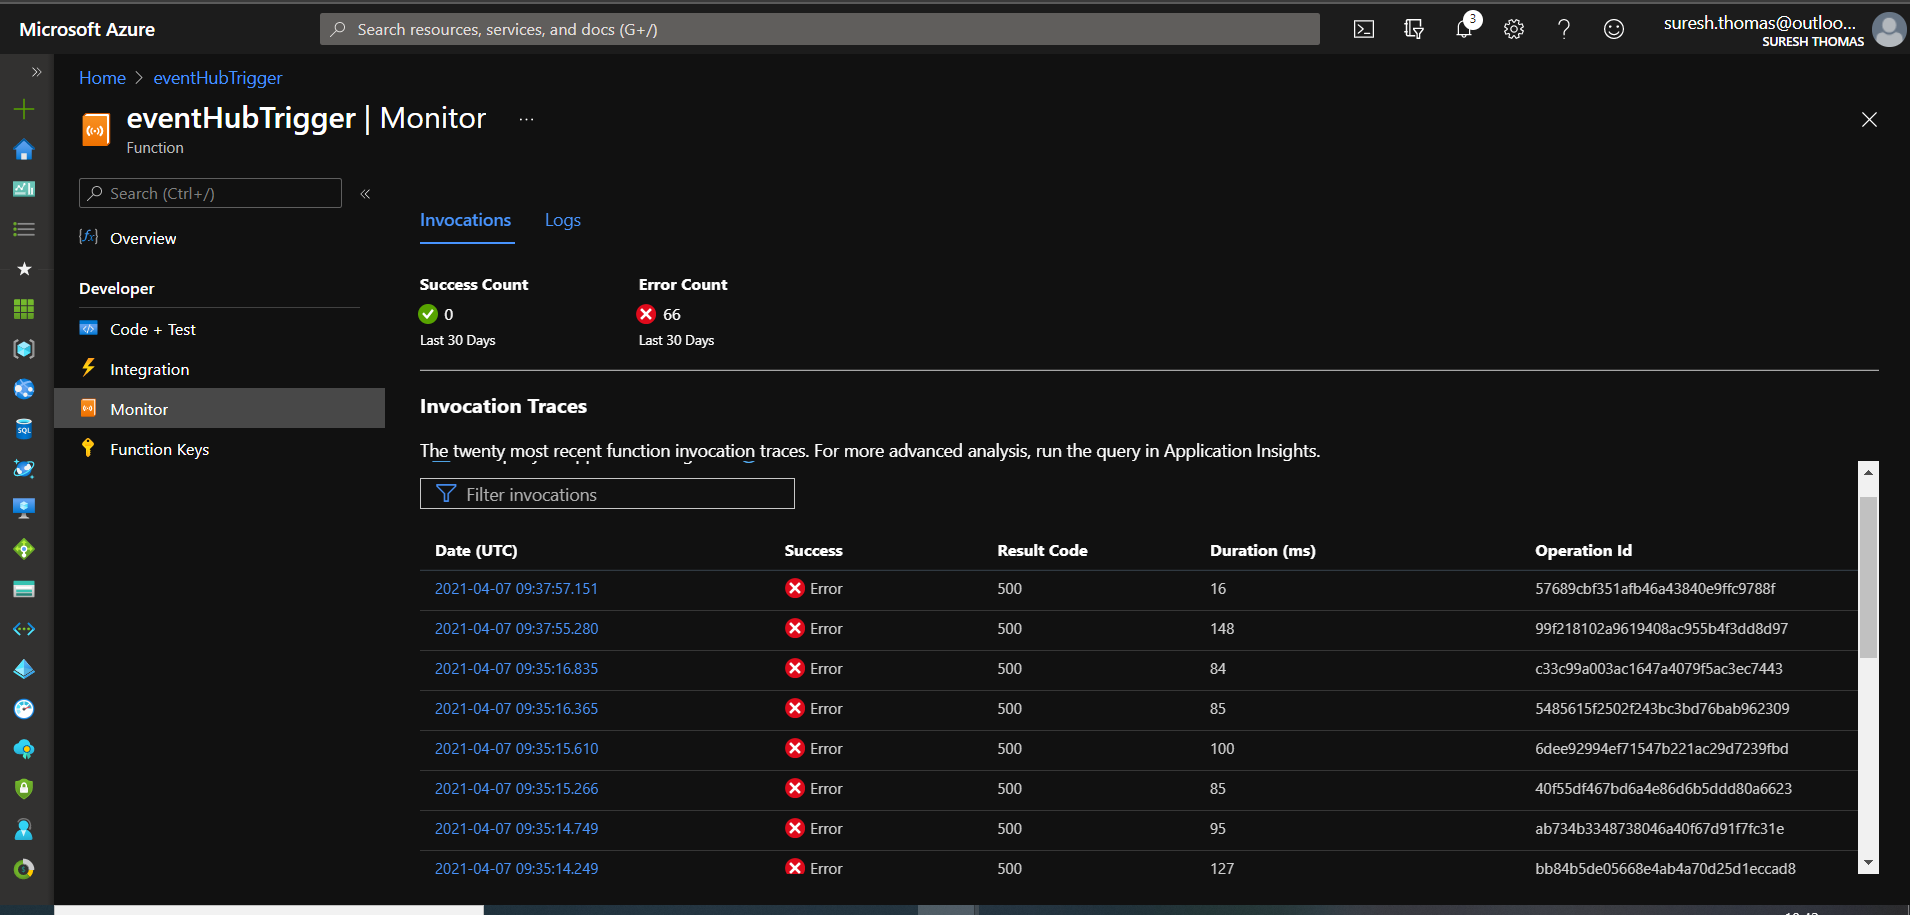 Microsoft Azure
Search resources, services, and docs (G+/)
3
suresh.thomas@outloo...
SURESH THOMAS
Home > eventHubTrigger
eventHubTrigger | Monitor ...
Function
Search (Ctrl+/)
Overview
Developer
Code + Test
Integration
Monitor
Function Keys
Invocations Logs
Success Count Error Count
0 66
Last 30 Days Last 30 Days
Invocation Traces
The twenty most recent function invocation traces. For more advanced analysis, run the query in Application Insights.
Filter invocations
Date (UTC) Success Result Code Duration (ms) Operation Id
2021-04-07 09:37:57.151 Error 500 16 57689cbf351afb46a43840e9ffc9788f
2021-04-07 09:37:55.280 Error 500 148 99f218102a9619408ac955b4f3dd8d97
2021-04-07 09:35:16.835 Error 500 84 c33c99a003ac1647a4079f5ac3ec7443
2021-04-07 09:35:16.365 Error 500 85 5485615f2502f243bc3bd76bab962309
2021-04-07 09:35:15.610 Error 500 100 6dee92994ef71547b221ac29d7239fbd
2021-04-07 09:35:15.266 Error 500 85 40f55df467bd6a4e86d6b5ddd80a6623
2021-04-07 09:35:14.749 Error 500 95 ab734b3348738046a40f67d91f7fc31e
2021-04-07 09:35:14.249 Error 500 127 bb84b5de05668e4ab4a70d25d1eccad8